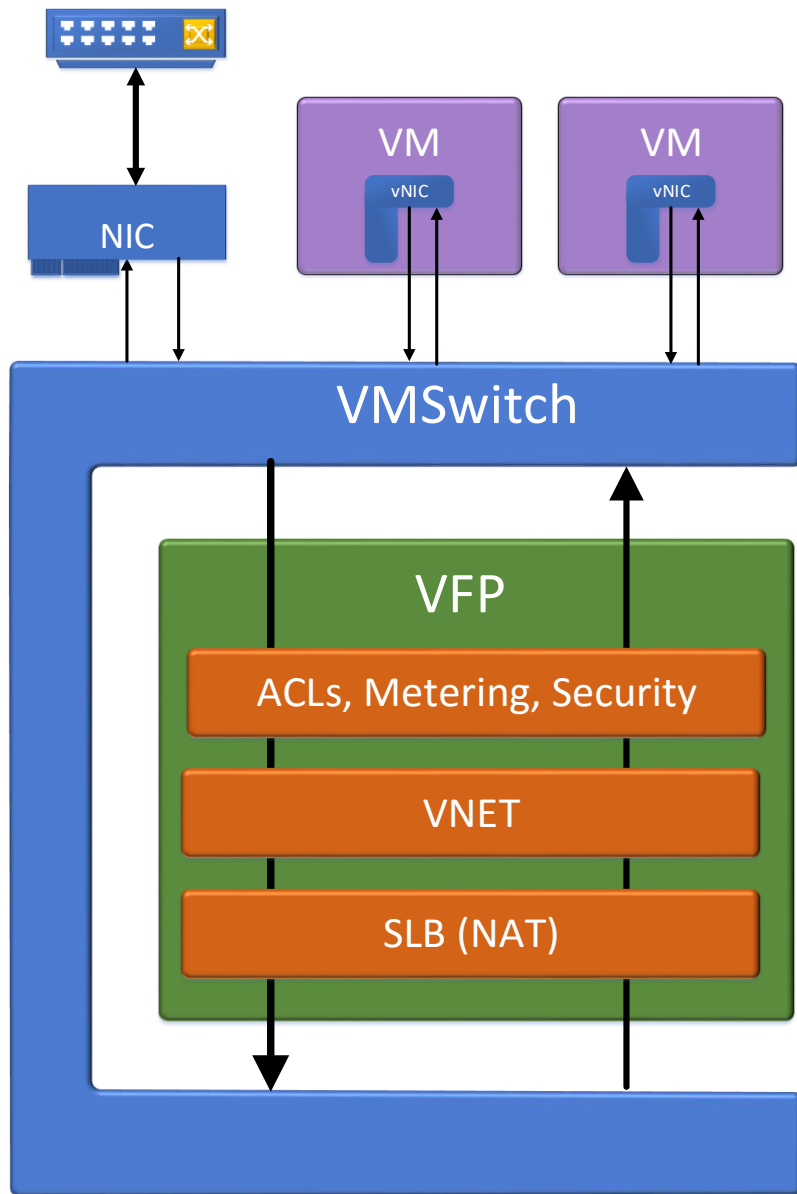 VM
VM
vNIC
vNIC
NIC
VMSwitch
VFP
ACLs, Metering, Security
VNET
SLB (NAT)